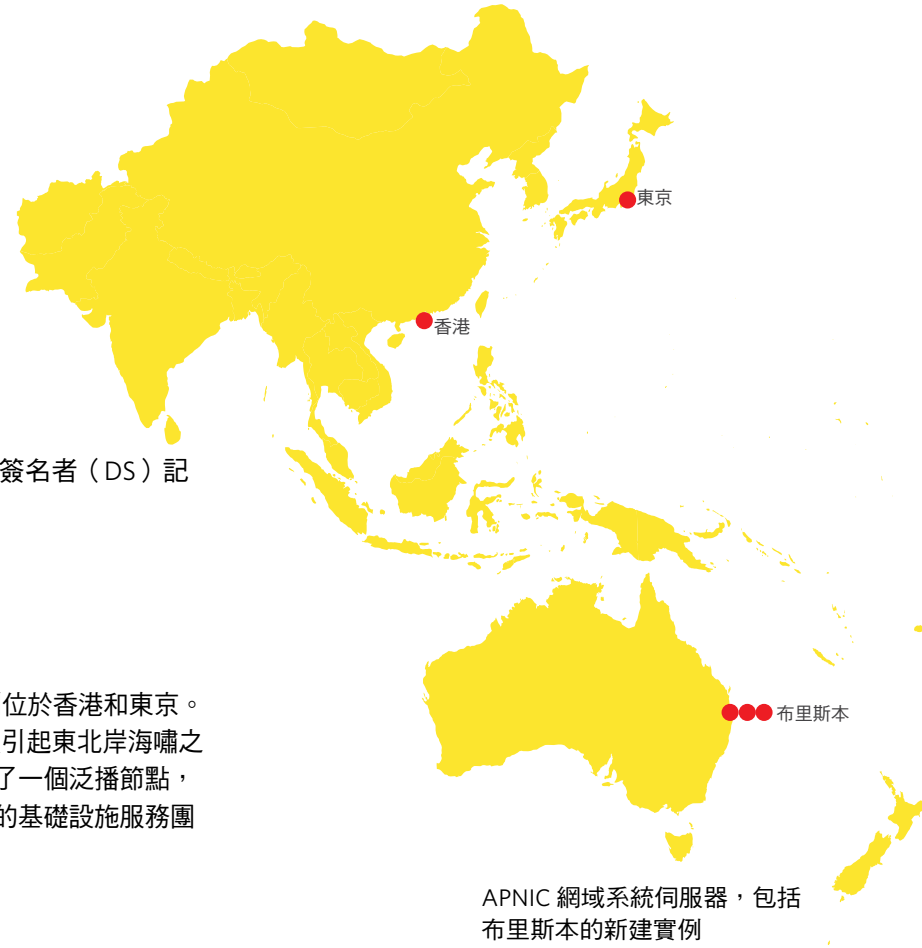 東京
香港
簽名者（DS）記
位於香港和東京。
引起東北岸海嘯之
了一個泛播節點，
的基礎設施服務團
布里斯本
APNIC 網域系統伺服器，包括
布里斯本的新建實例